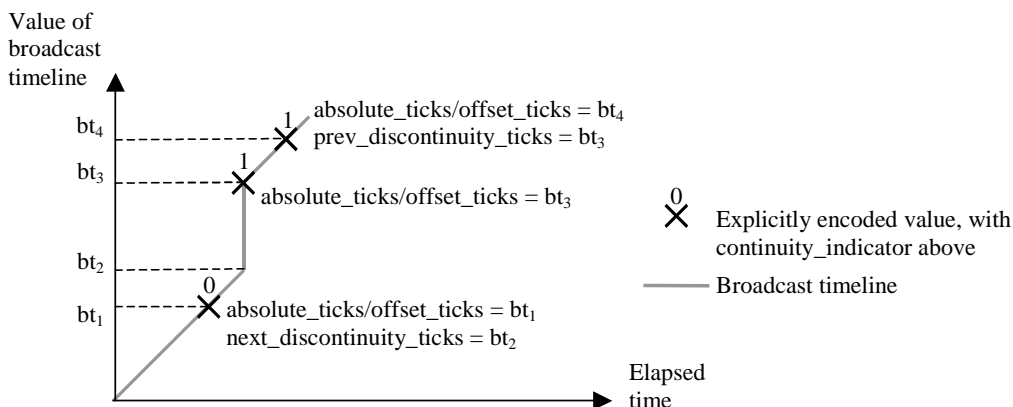 Value of
broadcast
timeline
bt4
1
absolute_ticks/offset_ticks = bt4
prev_discontinuity_ticks = bt3
bt3
1
absolute_ticks/offset_ticks = bt3
0
Explicitly encoded value, with
continuity_indicator above
bt2
Broadcast timeline
0
bt1
absolute_ticks/offset_ticks = bt1
next_discontinuity_ticks = bt2
Elapsed
time